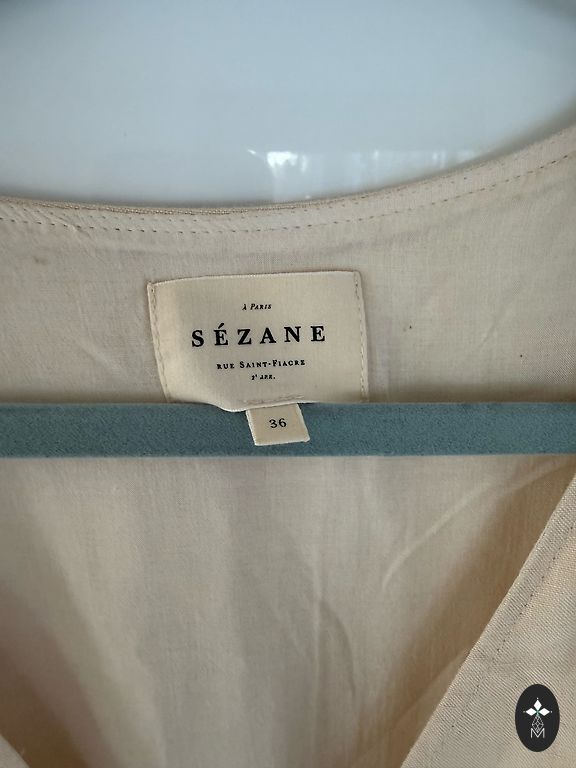 À PARIS
SÉZANE
RUE SAINT-FIACRE
2ᵉ ARR.
36
M